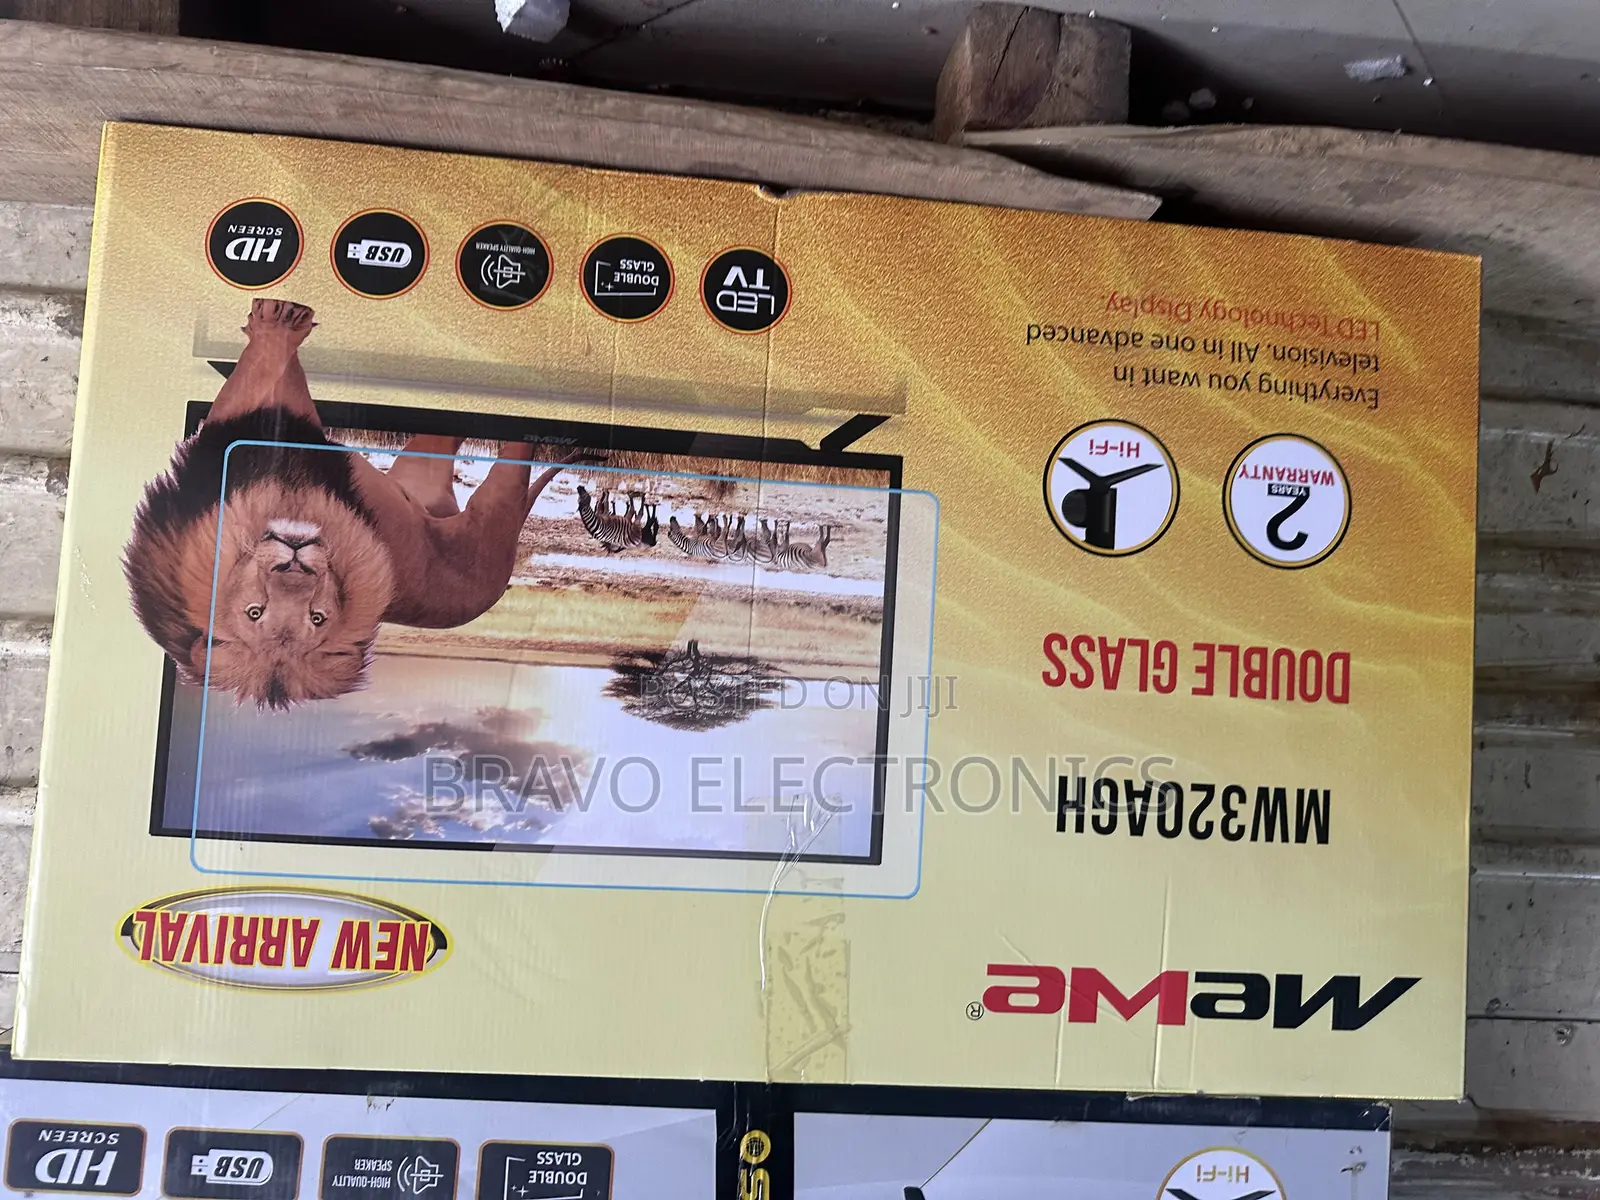 MeWe®
NEW ARRIVAL
MW320AGH
DOUBLE GLASS
2
YEARS
WARRANTY
Hi-Fi
Everything you want in
television. All in one advanced
LED Technology Display.
MeWe
LED
TV
DOUBLE
GLASS
HIGH-QUALITY SPEAKER
USB
HD
SCREEN
POSTED ON JIJI
BRAVO ELECTRONICS
Hi-Fi
DOUBLE
GLASS
HIGH-QUALITY
SPEAKER
USB
HD
SCREEN